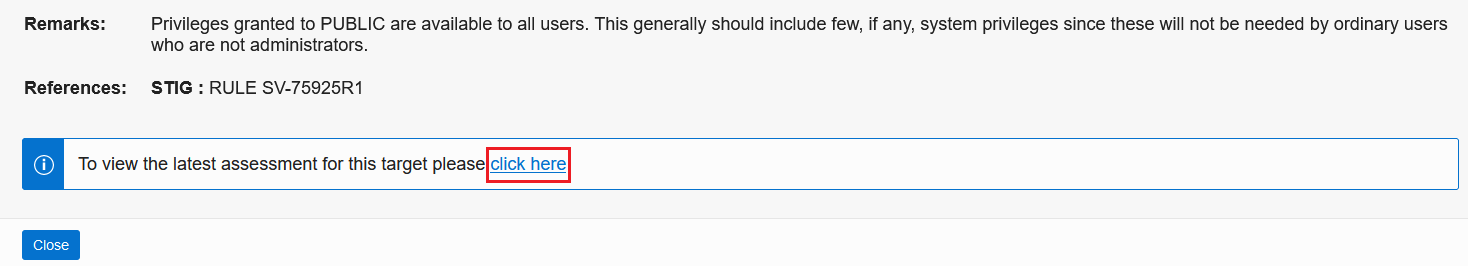 Remarks: Privileges granted to PUBLIC are available to all users. This generally should include few, if any, system privileges since these will not be needed by ordinary users
who are not administrators.
References: STIG : RULE SV-75925R1
To view the latest assessment for this target please click here
Close